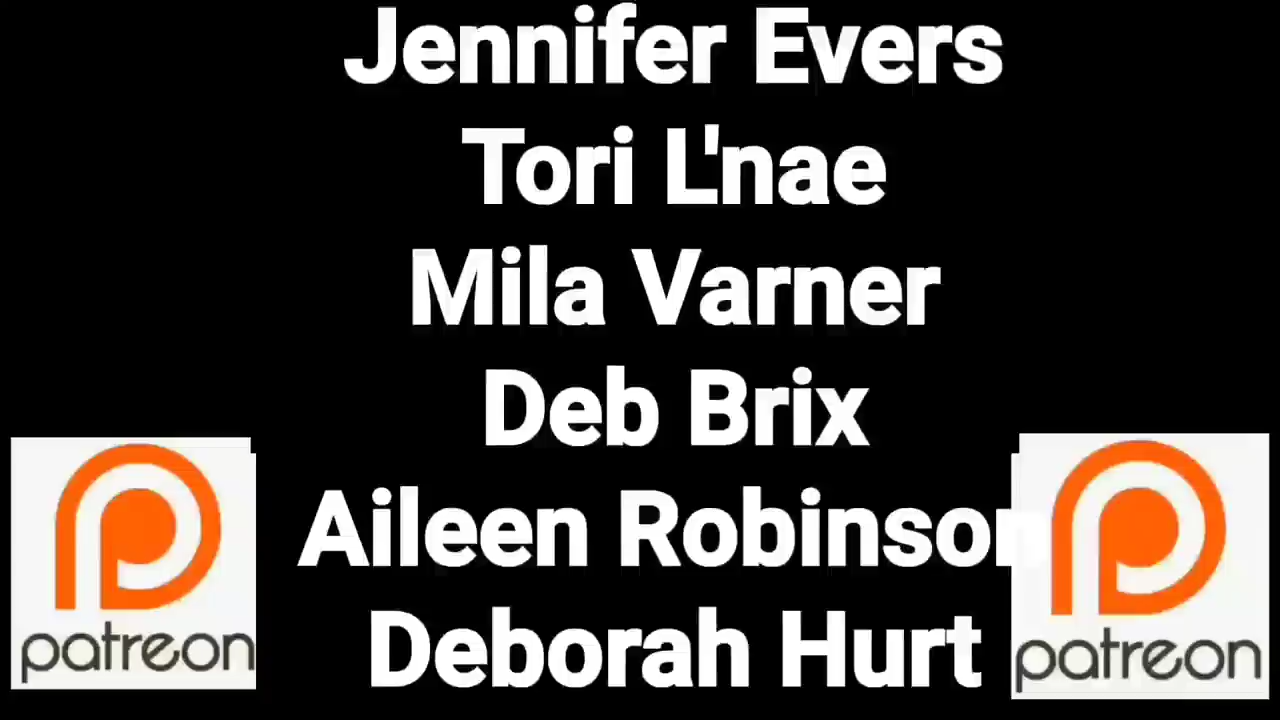 Jennifer Evers
Tori L'nae
Mila Varner
Deb Brix
Aileen Robinson
Deborah Hurt
patreon
patreon